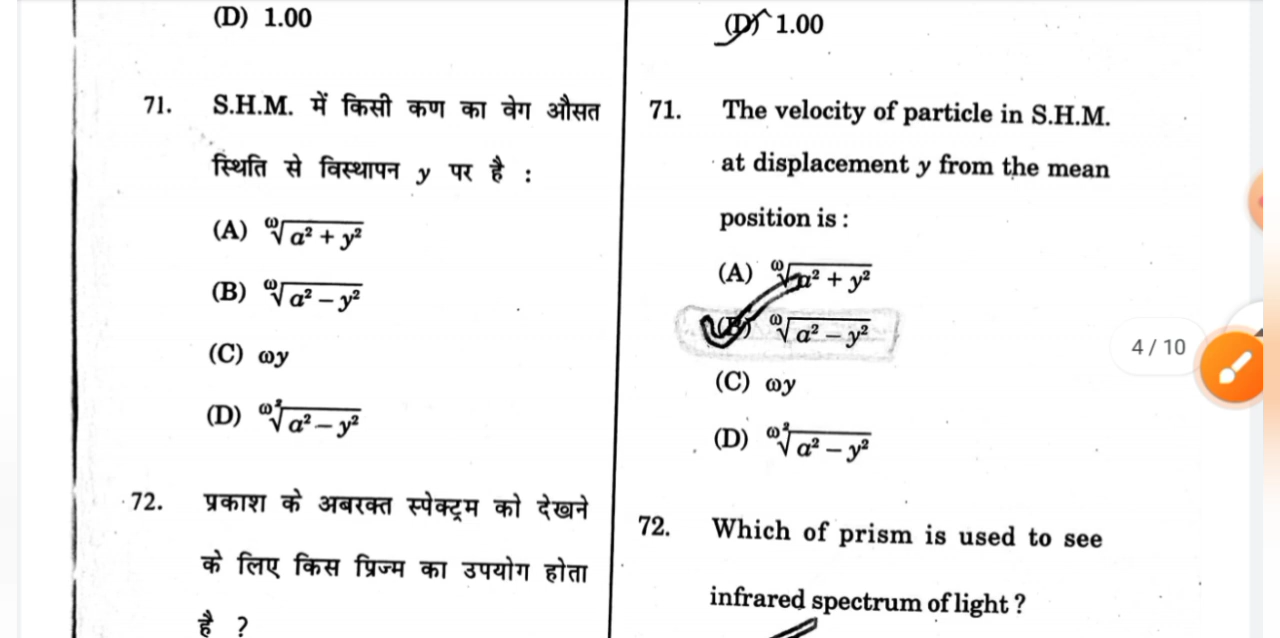 (D) 1.00
71. S.H.M. में किसी कण का वेग औसत
स्थिति से विस्थापन y पर है :
(A) ω√a² + y²
(B) ω√a² – y²
(C) ωy
(D) ω²√a² – y²
72. प्रकाश के अबरक्त स्पेक्ट्रम को देखने
के लिए किस प्रिज्म का उपयोग होता
है ?
(D) 1.00
71. The velocity of particle in S.H.M.
at displacement y from the mean
position is :
(A) ω√a² + y²
(B) ω√a² – y²
(C) ωy
(D) ω²√a² – y²
72. Which of prism is used to see
infrared spectrum of light ?
4 / 10